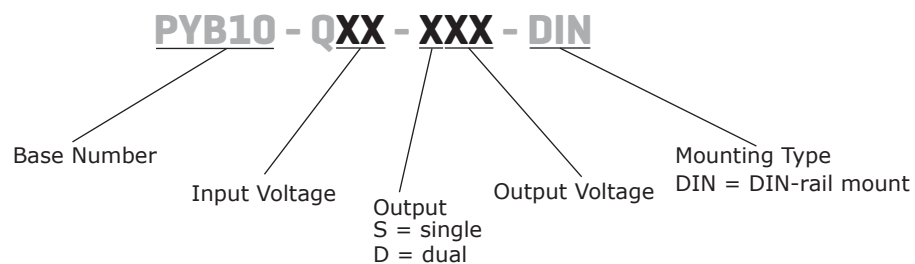 PYB10 - QXX - XXX - DIN
Base Number
Input Voltage
Output
S = single
D = dual
Output Voltage
Mounting Type
DIN = DIN-rail mount